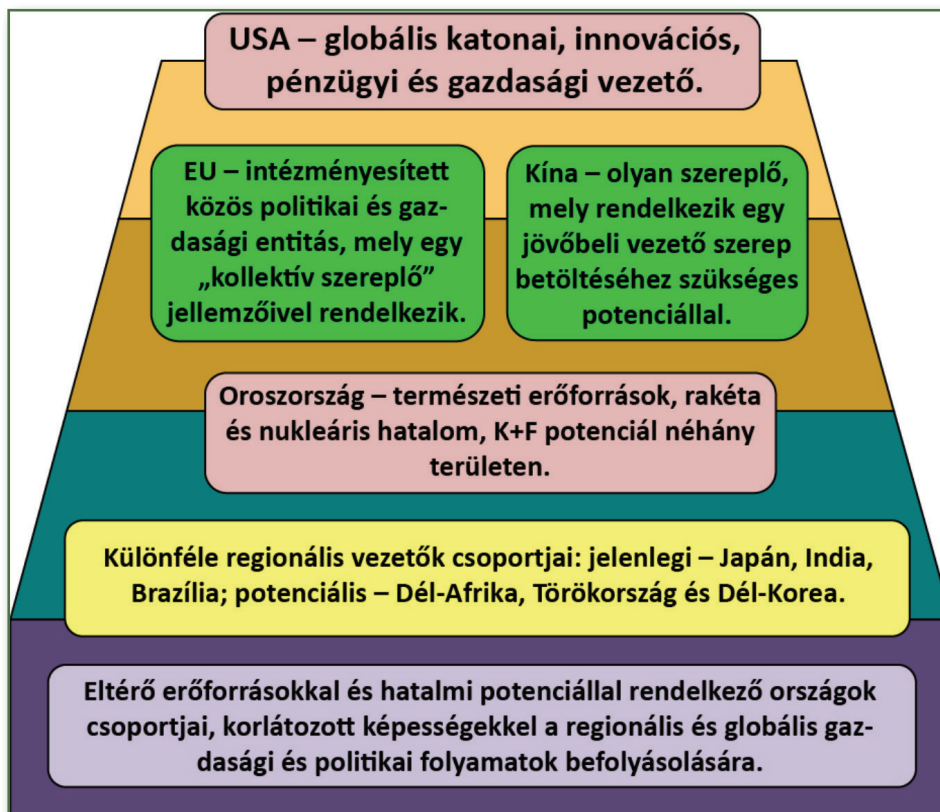 USA – globális katonai, innovációs,
pénzügyi és gazdasági vezető.
EU – intézményesített
közös politikai és gaz-
dasági entitás, mely egy
„kollektív szereplő”
jellemzőivel rendelkezik.
Kína – olyan szereplő,
mely rendelkezik egy
jövőbeli vezető szerep
betöltéséhez szükséges
potenciállal.
Oroszország – természeti erőforrások, rakéta
és nukleáris hatalom, K+F potenciál néhány
területen.
Különféle regionális vezetők csoportjai: jelenlegi – Japán, India,
Brazília; potenciális – Dél-Afrika, Törökország és Dél-Korea.
Eltérő erőforrásokkal és hatalmi potenciállal rendelkező országok
csoportjai, korlátozott képességekkel a regionális és globális gaz-
dasági és politikai folyamatok befolyásolására.